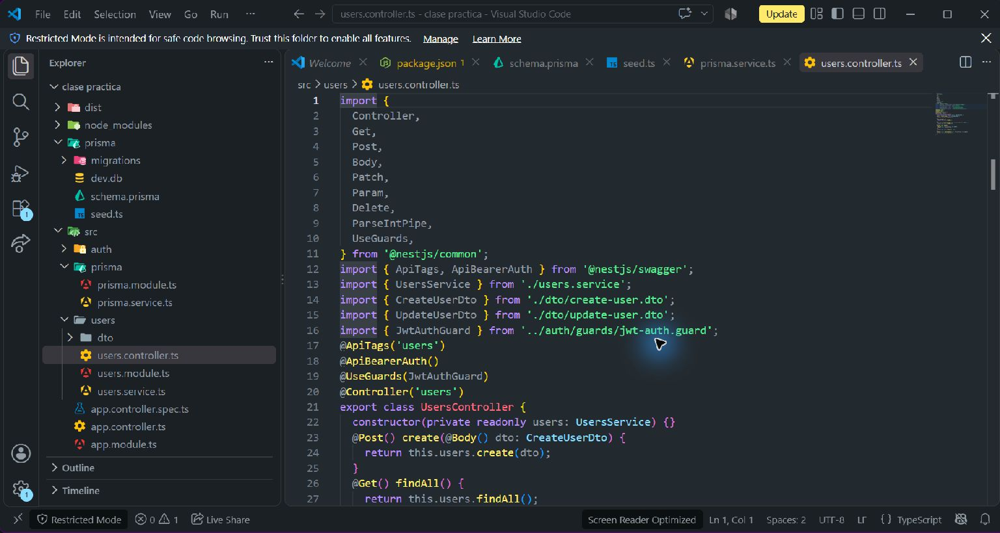 File Edit Selection View Go Run ··· users.controller.ts - clase practica - Visual Studio Code Update
Restricted Mode is intended for safe code browsing. Trust this folder to enable all features. Manage Learn More
Explorer
clase practica
dist
node_modules
prisma
migrations
dev.db
schema.prisma
TS seed.ts
src
auth
prisma
prisma.module.ts
prisma.service.ts
users
dto
users.controller.ts
users.module.ts
users.service.ts
app.controller.spec.ts
app.controller.ts
app.module.ts
Outline
Timeline
1
1
Welcome package.json 1 schema.prisma TS seed.ts prisma.service.ts users.controller.ts
src > users > users.controller.ts
1 import {
2 Controller,
3 Get,
4 Post,
5 Body,
6 Patch,
7 Param,
8 Delete,
9 ParseIntPipe,
10 UseGuards,
11 } from '@nestjs/common';
12 import { ApiTags, ApiBearerAuth } from '@nestjs/swagger';
13 import { UsersService } from './users.service';
14 import { CreateUserDto } from './dto/create-user.dto';
15 import { UpdateUserDto } from './dto/update-user.dto';
16 import { JwtAuthGuard } from '../auth/guards/jwt-auth.guard';
17 @ApiTags('users')
18 @ApiBearerAuth()
19 @UseGuards(JwtAuthGuard)
20 @Controller('users')
21 export class UsersController {
22 constructor(private readonly users: UsersService) {}
23 @Post() create(@Body() dto: CreateUserDto) {
24 return this.users.create(dto);
25 }
26 @Get() findAll() {
27 return this.users.findAll();
Restricted Mode 0 1 Live Share Screen Reader Optimized Ln 1, Col 1 Spaces: 2 UTF-8 LF {} TypeScript